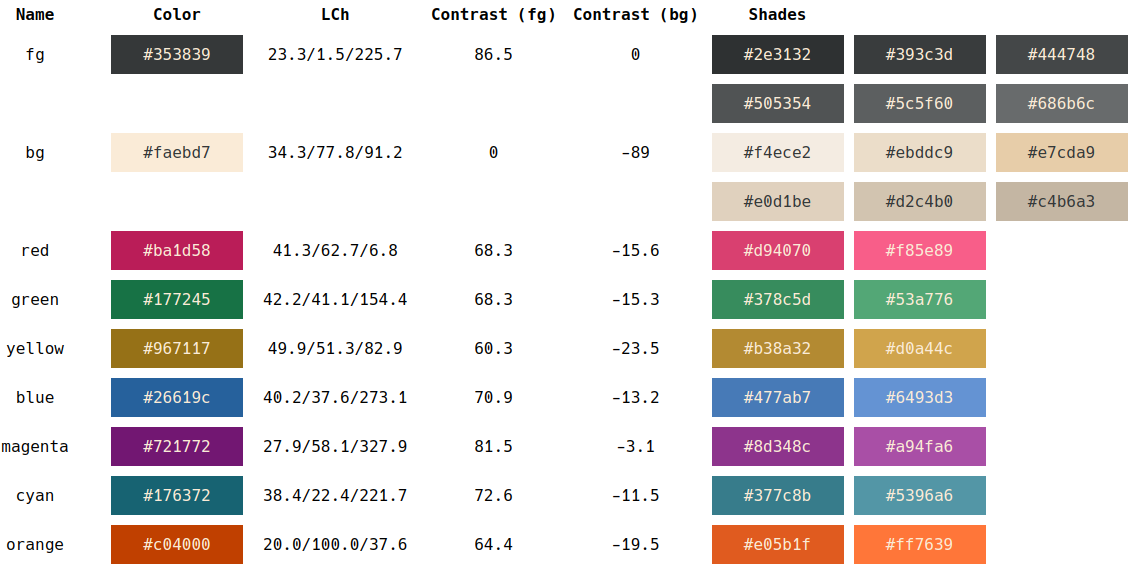 Name Color LCh Contrast (fg) Contrast (bg) Shades
fg #353839 23.3/1.5/225.7 86.5 0 #2e3132 #393c3d #444748
#505354 #5c5f60 #686b6c
bg #faebd7 34.3/77.8/91.2 0 −89 #f4ece2 #ebddc9 #e7cda9
#e0d1be #d2c4b0 #c4b6a3
red #ba1d58 41.3/62.7/6.8 68.3 −15.6 #d94070 #f85e89
green #177245 42.2/41.1/154.4 68.3 −15.3 #378c5d #53a776
yellow #967117 49.9/51.3/82.9 60.3 −23.5 #b38a32 #d0a44c
blue #26619c 40.2/37.6/273.1 70.9 −13.2 #477ab7 #6493d3
magenta #721772 27.9/58.1/327.9 81.5 −3.1 #8d348c #a94fa6
cyan #176372 38.4/22.4/221.7 72.6 −11.5 #377c8b #5396a6
orange #c04000 20.0/100.0/37.6 64.4 −19.5 #e05b1f #ff7639